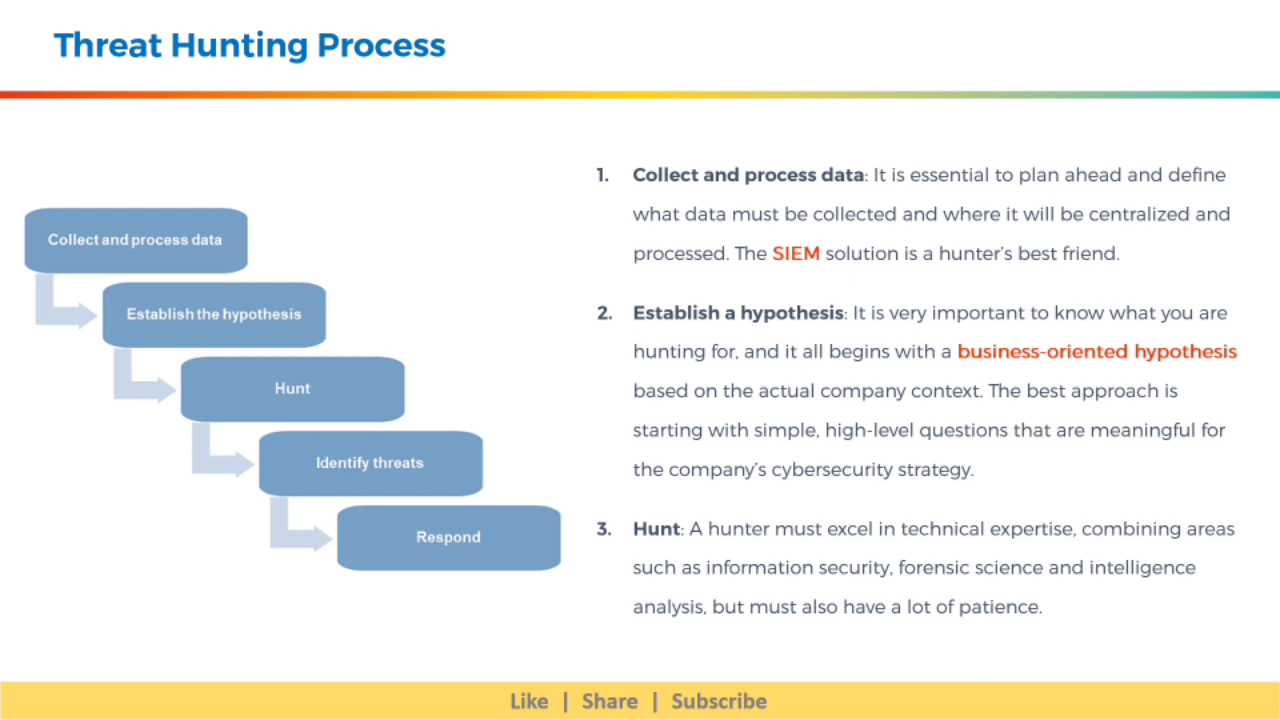 Threat Hunting Process
Collect and process data
Establish the hypothesis
Hunt
Identify threats
Respond
1. Collect and process data: It is essential to plan ahead and define
what data must be collected and where it will be centralized and
processed. The SIEM solution is a hunter's best friend.
2. Establish a hypothesis: It is very important to know what you are
hunting for, and it all begins with a business-oriented hypothesis
based on the actual company context. The best approach is
starting with simple, high-level questions that are meaningful for
the company's cybersecurity strategy.
3. Hunt: A hunter must excel in technical expertise, combining areas
such as information security, forensic science and intelligence
analysis, but must also have a lot of patience.
Like | Share | Subscribe